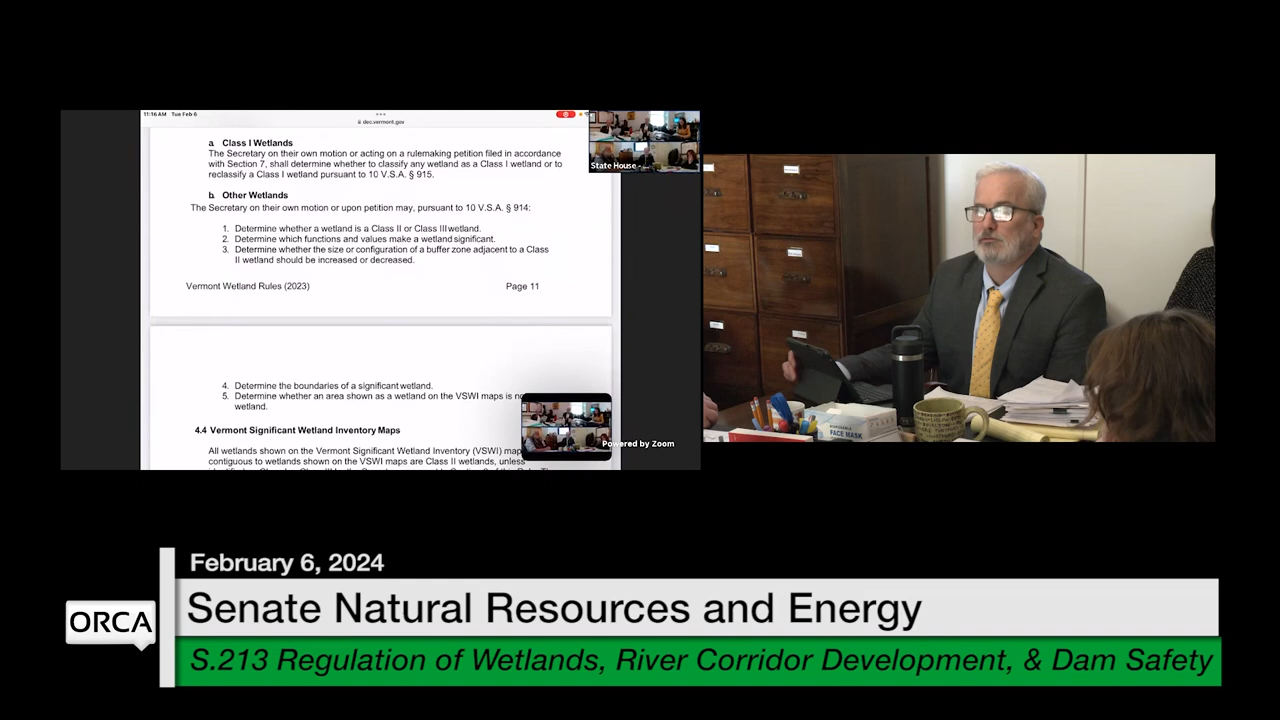 11:16 AM Tue Feb 6
dec.vermont.gov
a. Class I Wetlands
The Secretary on their own motion or acting on a rulemaking petition filed in accordance
with Section 7, shall determine whether to classify any wetland as a Class I wetland or to
reclassify a Class I wetland pursuant to 10 V.S.A. § 915.
State House -
b. Other Wetlands
The Secretary on their own motion or upon petition may, pursuant to 10 V.S.A. § 914:
1. Determine whether a wetland is a Class II or Class III wetland.
2. Determine which functions and values make a wetland significant.
3. Determine whether the size or configuration of a buffer zone adjacent to a Class
II wetland should be increased or decreased.
Vermont Wetland Rules (2023) Page 11
4. Determine the boundaries of a significant wetland.
5. Determine whether an area shown as a wetland on the VSWI maps is
wetland.
4.4 Vermont Significant Wetland Inventory Maps
Powered by Zoom
All wetlands shown on the Vermont Significant Wetland Inventory (VSWI)
contiguous to wetlands shown on the VSWI maps are Class II wetlands, unless
FACE MASK
February 6, 2024
Senate Natural Resources and Energy
ORCA
S.213 Regulation of Wetlands, River Corridor Development, & Dam Safety